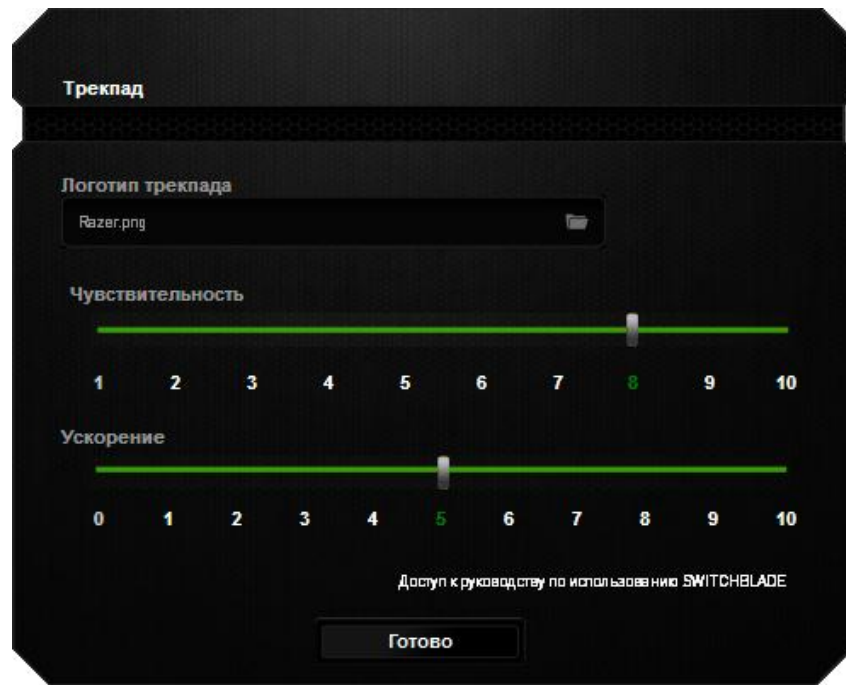 Трекпад
Логотип трекпада
Razer.png
Чувствительность
1 2 3 4 5 6 7 8 9 10
Ускорение
0 1 2 3 4 5 6 7 8 9 10
Доступ к руководству по использованию SWITCHBLADE
Готово